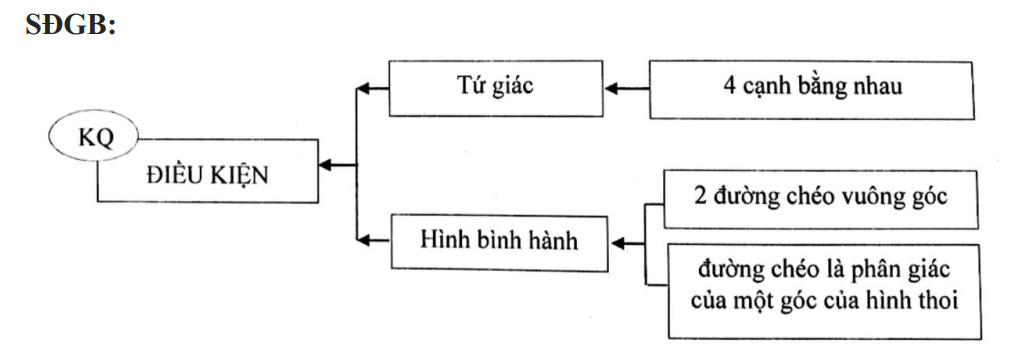 SĐGB:
Tứ giác
4 cạnh bằng nhau
KQ
ĐIỀU KIỆN
2 đường chéo vuông góc
Hình bình hành
đường chéo là phân giác
của một góc của hình thoi